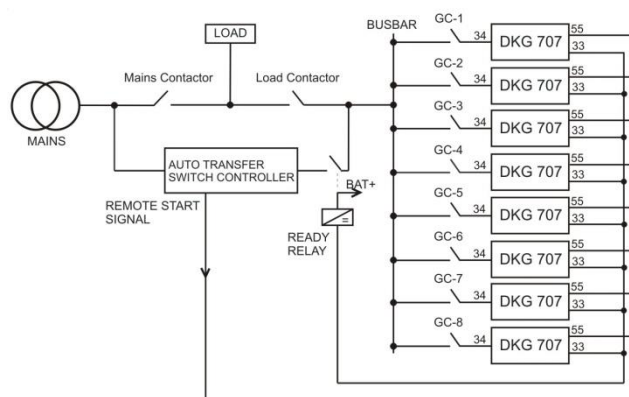 LOAD
BUSBAR
Mains Contactor
Load Contactor
MAINS
AUTO TRANSFER
SWITCH CONTROLLER
REMOTE START
SIGNAL
BAT+
READY
RELAY
=
GC-1
34
DKG 707
55
33
GC-2
34
DKG 707
55
33
GC-3
34
DKG 707
55
33
GC-4
34
DKG 707
55
33
GC-5
34
DKG 707
55
33
GC-6
34
DKG 707
55
33
GC-7
34
DKG 707
55
33
GC-8
34
DKG 707
55
33